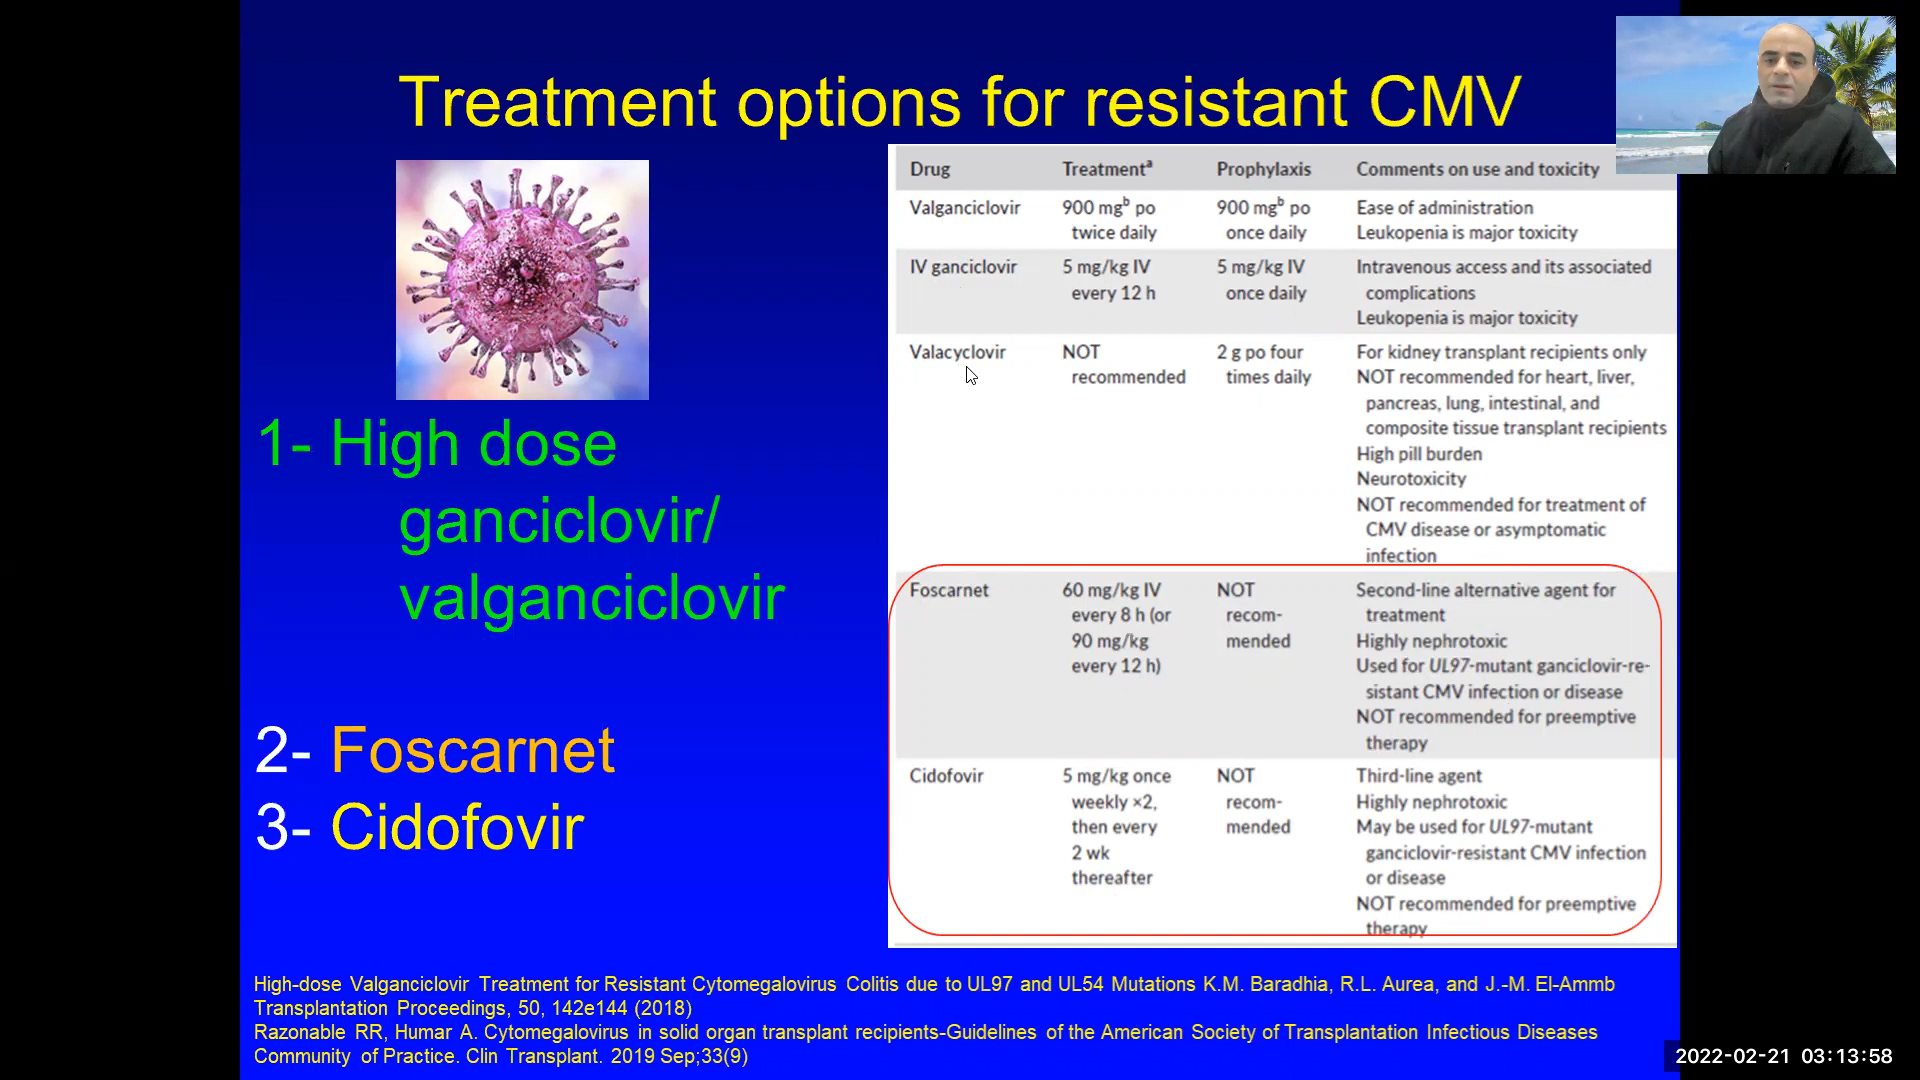 Treatment options for resistant CMV
1- High dose
ganciclovir/
valganciclovir
2- Foscarnet
3- Cidofovir
Drug Treatmentᵃ Prophylaxis Comments on use and toxicity
Valganciclovir 900 mgᵇ po 900 mgᵇ po Ease of administration
twice daily once daily Leukopenia is major toxicity
IV ganciclovir 5 mg/kg IV 5 mg/kg IV Intravenous access and its associated
every 12 h once daily complications
Leukopenia is major toxicity
Valacyclovir NOT 2 g po four For kidney transplant recipients only
recommended times daily NOT recommended for heart, liver,
pancreas, lung, intestinal, and
composite tissue transplant recipients
High pill burden
Neurotoxicity
NOT recommended for treatment of
CMV disease or asymptomatic
infection
Foscarnet 60 mg/kg IV NOT Second-line alternative agent for
every 8 h (or recom- treatment
90 mg/kg mended Highly nephrotoxic
every 12 h) Used for UL97-mutant ganciclovir-re-
sistant CMV infection or disease
NOT recommended for preemptive
therapy
Cidofovir 5 mg/kg once NOT Third-line agent
weekly ×2, recom- Highly nephrotoxic
then every mended May be used for UL97-mutant
2 wk ganciclovir-resistant CMV infection
thereafter or disease
NOT recommended for preemptive
therapy
High-dose Valganciclovir Treatment for Resistant Cytomegalovirus Colitis due to UL97 and UL54 Mutations K.M. Baradhia, R.L. Aurea, and J.-M. El-Ammb
Transplantation Proceedings, 50, 142e144 (2018)
Razonable RR, Humar A. Cytomegalovirus in solid organ transplant recipients-Guidelines of the American Society of Transplantation Infectious Diseases
Community of Practice. Clin Transplant. 2019 Sep;33(9)
2022-02-21 03:13:58